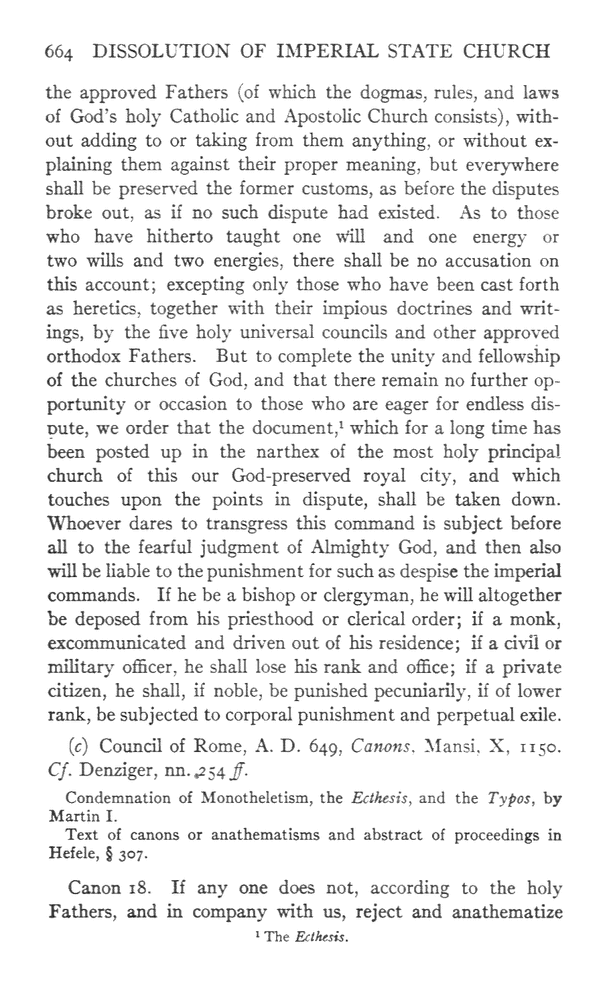 664 DISSOLUTION OF IMPERIAL STATE CHURCH
the approved Fathers (of which the dogmas, rules, and laws
of God's holy Catholic and Apostolic Church consists), with-
out adding to or taking from them anything, or without ex-
plaining them against their proper meaning, but everywhere
shall be preserved the former customs, as before the disputes
broke out, as if no such dispute had existed. As to those
who have hitherto taught one will and one energy or
two wills and two energies, there shall be no accusation on
this account; excepting only those who have been cast forth
as heretics, together with their impious doctrines and writ-
ings, by the five holy universal councils and other approved
orthodox Fathers. But to complete the unity and fellowship
of the churches of God, and that there remain no further op-
portunity or occasion to those who are eager for endless dis-
pute, we order that the document,¹ which for a long time has
been posted up in the narthex of the most holy principal
church of this our God-preserved royal city, and which
touches upon the points in dispute, shall be taken down.
Whoever dares to transgress this command is subject before
all to the fearful judgment of Almighty God, and then also
will be liable to the punishment for such as despise the imperial
commands. If he be a bishop or clergyman, he will altogether
be deposed from his priesthood or clerical order; if a monk,
excommunicated and driven out of his residence; if a civil or
military officer, he shall lose his rank and office; if a private
citizen, he shall, if noble, be punished pecuniarily, if of lower
rank, be subjected to corporal punishment and perpetual exile.
(c) Council of Rome, A. D. 649, Canons. Mansi, X, 1150.
Cf. Denziger, nn. 254 ff.
Condemnation of Monotheletism, the Ecthesis, and the Typos, by
Martin I.
Text of canons or anathematisms and abstract of proceedings in
Hefele, § 307.
Canon 18. If any one does not, according to the holy
Fathers, and in company with us, reject and anathematize
¹ The Ecthesis.